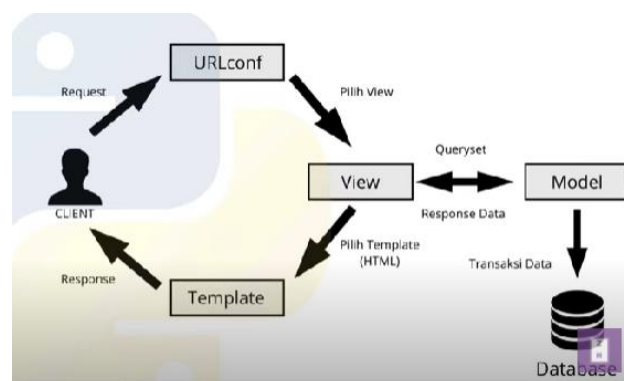 URLconf
Request
Pilih View
Queryset
View
Model
CLIENT
Response Data
Pilih Template
(HTML)
Transaksi Data
Response
Template
Database